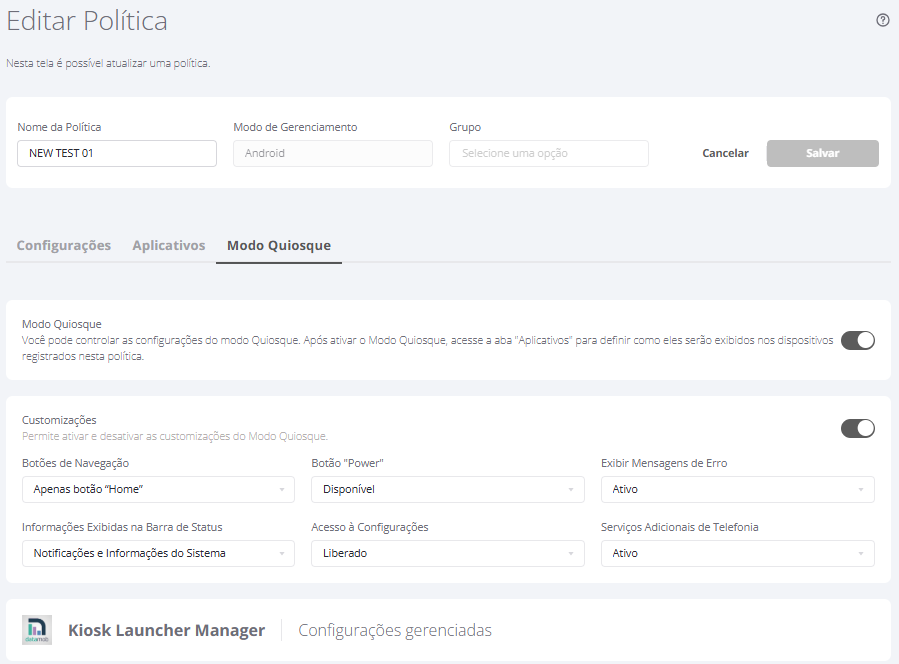 Editar Política
Nesta tela é possível atualizar uma política.
Nome da Política
Modo de Gerenciamento
Grupo
NEW TEST 01
Android
Selecione uma opção
Cancelar
Salvar
Configurações
Aplicativos
Modo Quiosque
Modo Quiosque
Você pode controlar as configurações do modo Quiosque. Após ativar o Modo Quiosque, acesse a aba "Aplicativos" para definir como eles serão exibidos nos dispositivos
registrados nesta política.
Customizações
Permite ativar e desativar as customizações do Modo Quiosque.
Botões de Navegação
Botão "Power"
Exibir Mensagens de Erro
Apenas botão “Home”
Disponível
Ativo
Informações Exibidas na Barra de Status
Acesso à Configurações
Serviços Adicionais de Telefonia
Notificações e Informações do Sistema
Liberado
Ativo
Kiosk Launcher Manager
Configurações gerenciadas